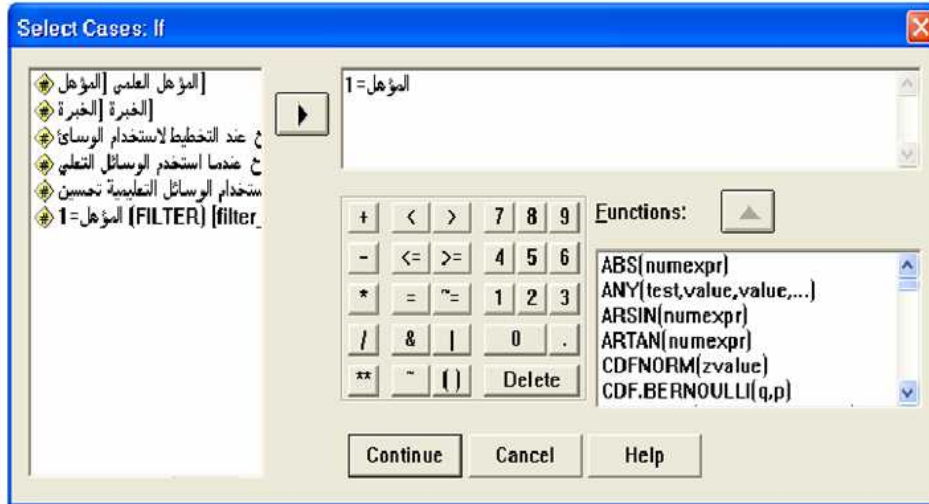 Select Cases: If
المؤهل العلمى [المؤهل]
الخبرة [الخبرة]
ع عند التخطيط لاستخدام الوسائ
ع عندما استخدم الوسائل التعلي
ستخدام الوسائل التعليمية تحسين
المؤهل=1 (FILTER) [filter_
المؤهل=1
+ < > 7 8 9
- <= >= 4 5 6
* = ~= 1 2 3
/ & | 0 .
** ~ () Delete
Functions:
ABS(numexpr)
ANY(test,value,value,...)
ARSIN(numexpr)
ARTAN(numexpr)
CDFNORM(zvalue)
CDF.BERNOULLI(q,p)
Continue Cancel Help